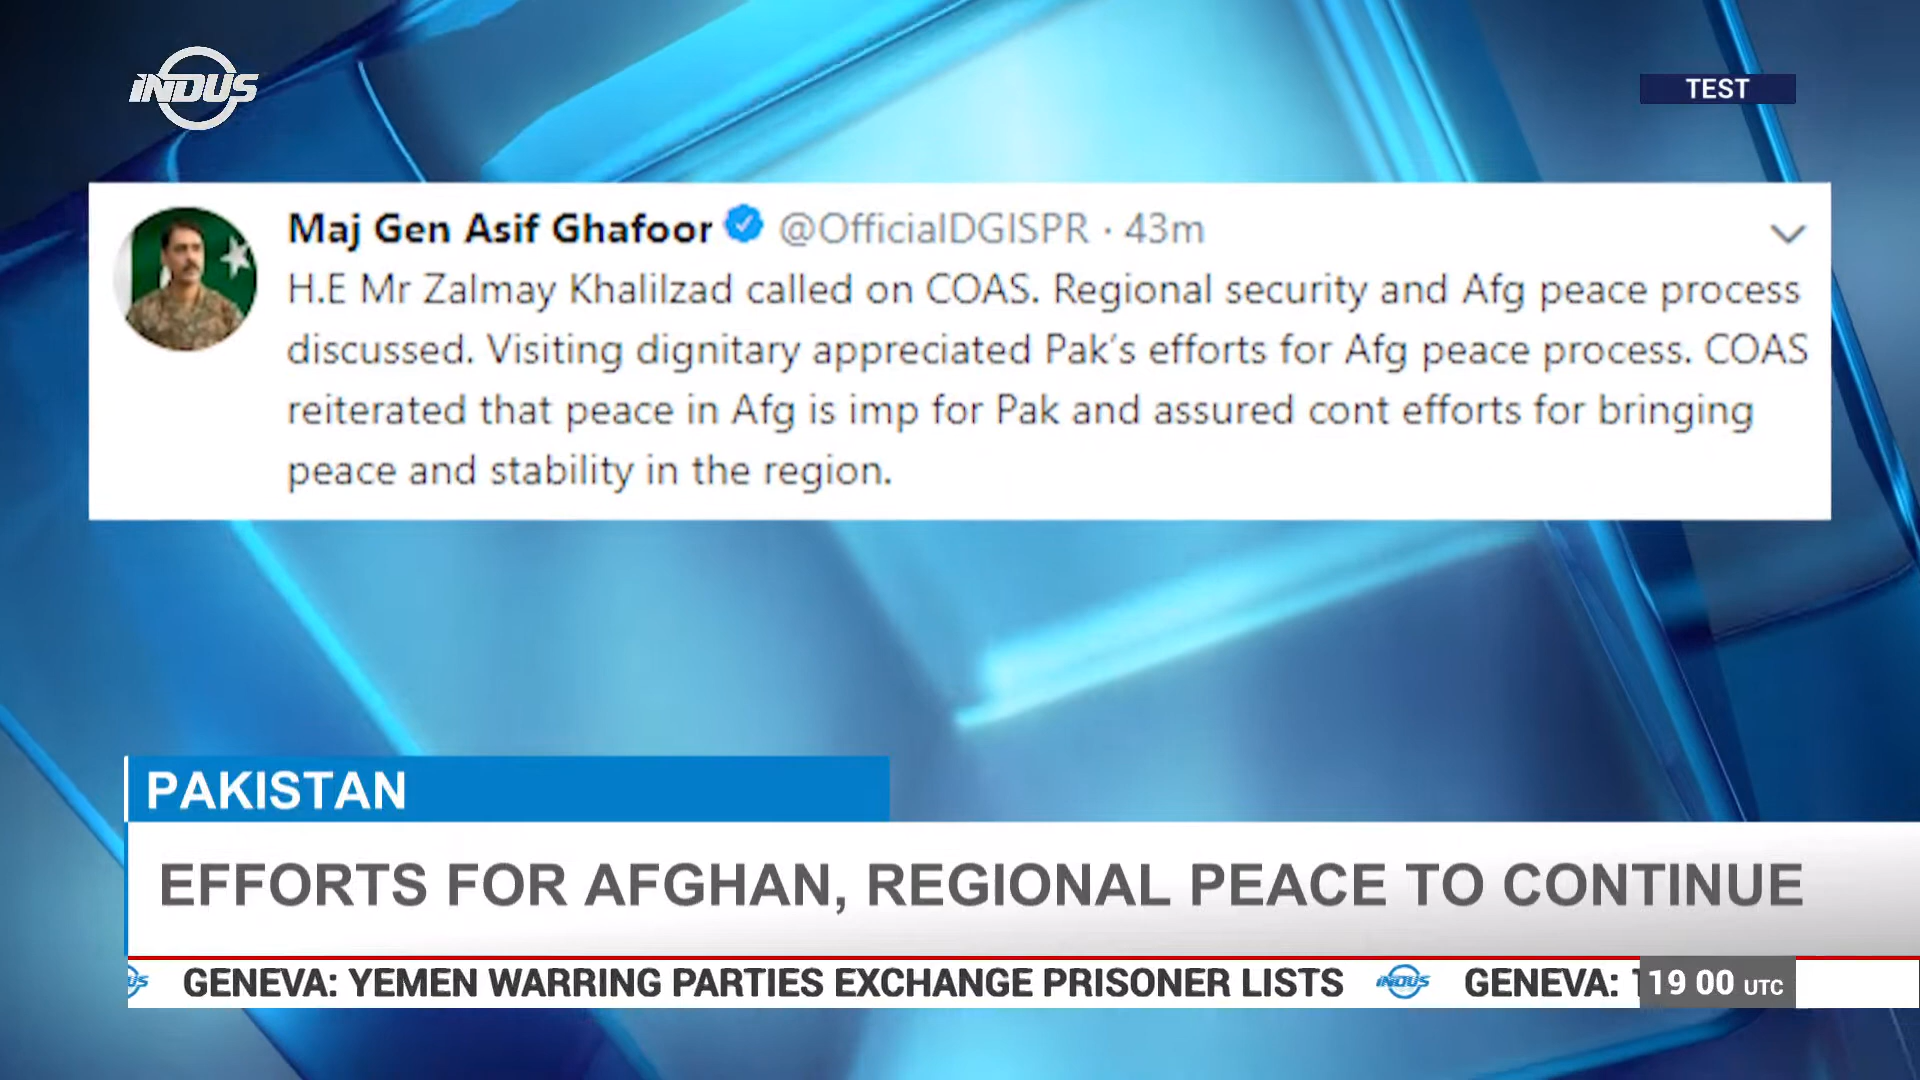 INDUS
TEST
Maj Gen Asif Ghafoor @OfficialDGISPR · 43m
H.E Mr Zalmay Khalilzad called on COAS. Regional security and Afg peace process
discussed. Visiting dignitary appreciated Pak's efforts for Afg peace process. COAS
reiterated that peace in Afg is imp for Pak and assured cont efforts for bringing
peace and stability in the region.
PAKISTAN
EFFORTS FOR AFGHAN, REGIONAL PEACE TO CONTINUE
GENEVA: YEMEN WARRING PARTIES EXCHANGE PRISONER LISTS INDUS GENEVA:
19 00 UTC